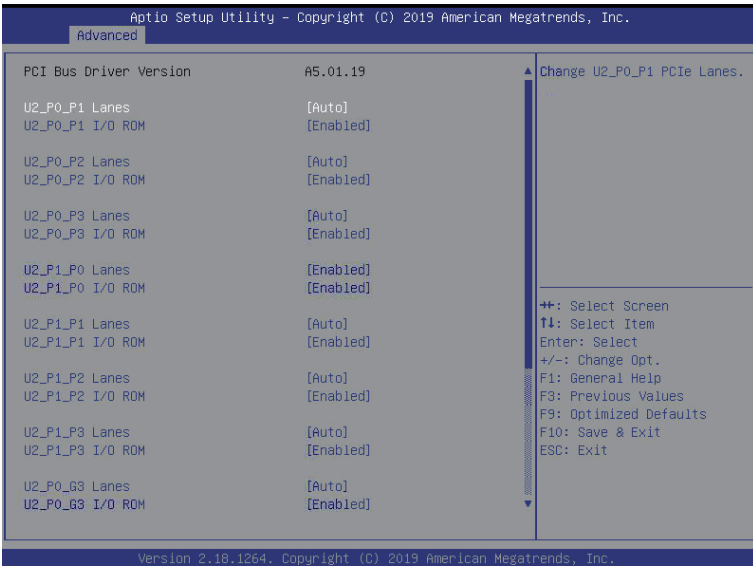 Aptio Setup Utility – Copyright (C) 2019 American Megatrends, Inc.
Advanced
PCI Bus Driver Version A5.01.19
U2_P0_P1 Lanes [Auto]
U2_P0_P1 I/O ROM [Enabled]
U2_P0_P2 Lanes [Auto]
U2_P0_P2 I/O ROM [Enabled]
U2_P0_P3 Lanes [Auto]
U2_P0_P3 I/O ROM [Enabled]
U2_P1_P0 Lanes [Enabled]
U2_P1_P0 I/O ROM [Enabled]
U2_P1_P1 Lanes [Auto]
U2_P1_P1 I/O ROM [Enabled]
U2_P1_P2 Lanes [Auto]
U2_P1_P2 I/O ROM [Enabled]
U2_P1_P3 Lanes [Auto]
U2_P1_P3 I/O ROM [Enabled]
U2_P0_G3 Lanes [Auto]
U2_P0_G3 I/O ROM [Enabled]
Change U2_P0_P1 PCIe Lanes.
→←: Select Screen
↑↓: Select Item
Enter: Select
+/-: Change Opt.
F1: General Help
F3: Previous Values
F9: Optimized Defaults
F10: Save & Exit
ESC: Exit
Version 2.18.1264. Copyright (C) 2019 American Megatrends, Inc.